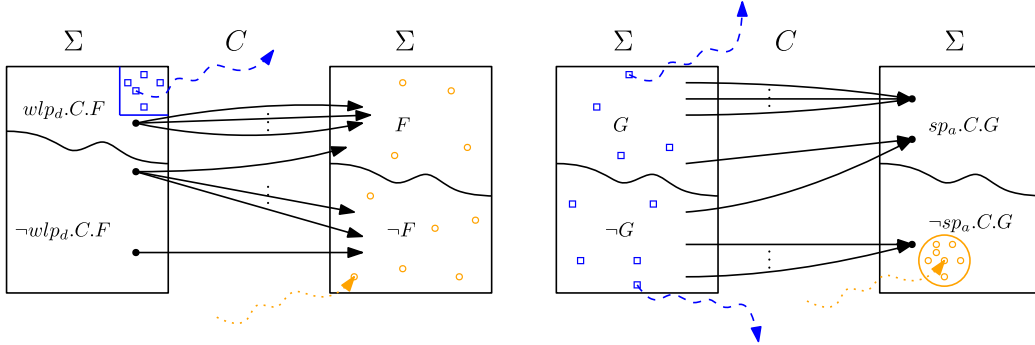 Σ C Σ Σ C Σ
wlp_d.C.F F G sp_a.C.G
¬wlp_d.C.F ¬F ¬G ¬sp_a.C.G